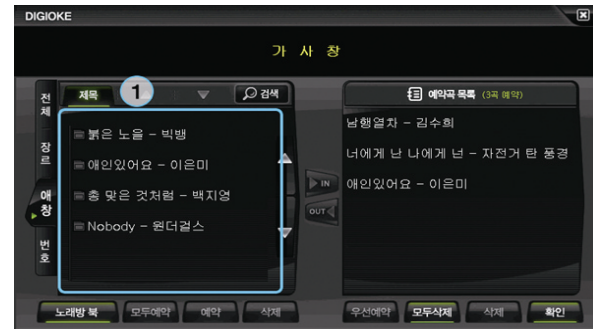 DIGIOKE
가 사 창
전체
장르
애창
번호
제목
1
검색
붉은 노을 - 빅뱅
애인있어요 - 이은미
총 맞은 것처럼 - 백지영
Nobody - 원더걸스
IN
OUT
예약곡 목록 (3곡 예약)
남행열차 - 김수희
너에게 난 나에게 넌 - 자전거 탄 풍경
애인있어요 - 이은미
노래방 북 모두예약 예약 삭제
우선예약 모두삭제 삭제 확인